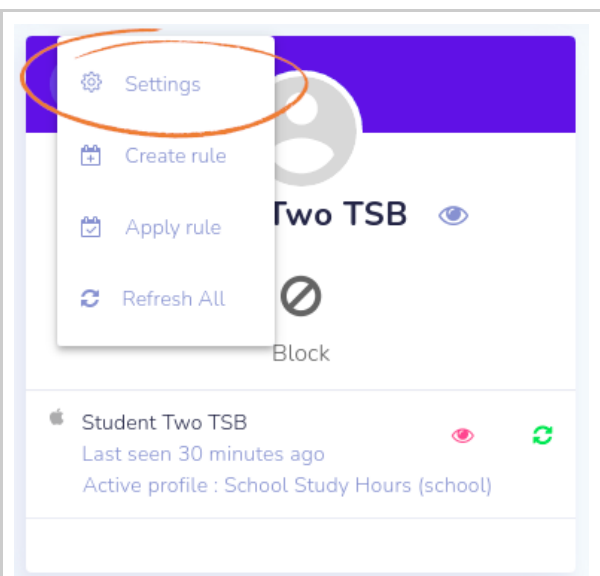 Settings
Create rule
Apply rule
Two TSB
Refresh All
Block
Student Two TSB
Last seen 30 minutes ago
Active profile : School Study Hours (school)